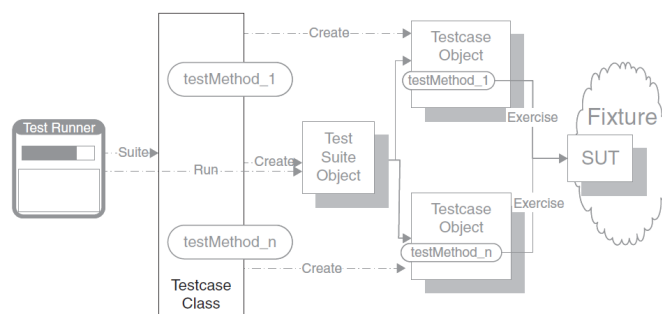 Create
Testcase
Object
testMethod_1
testMethod_1
Exercise
Fixture
Test Runner
Suite
Create
Run
Test
Suite
Object
SUT
Exercise
Testcase
Object
testMethod_n
testMethod_n
Create
Testcase
Class